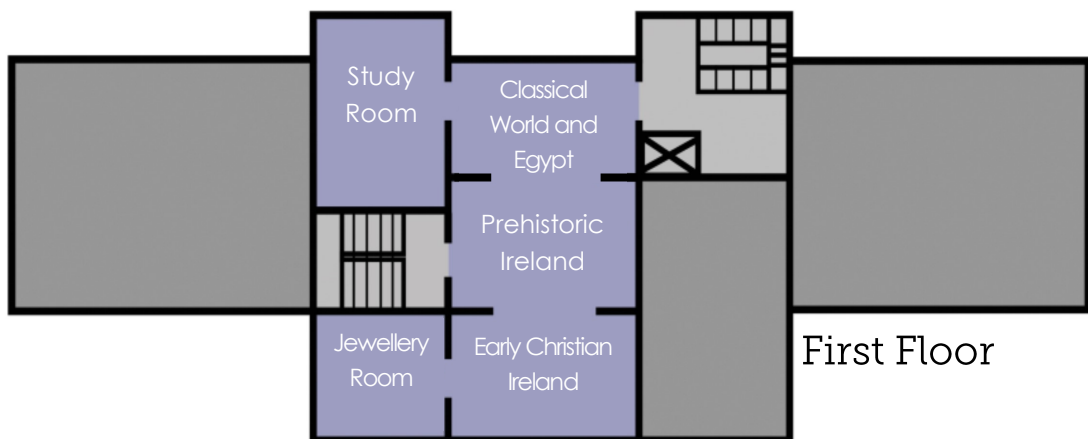 Study
Room
Classical
World and
Egypt
Prehistoric
Ireland
Jewellery
Room
Early Christian
Ireland
First Floor